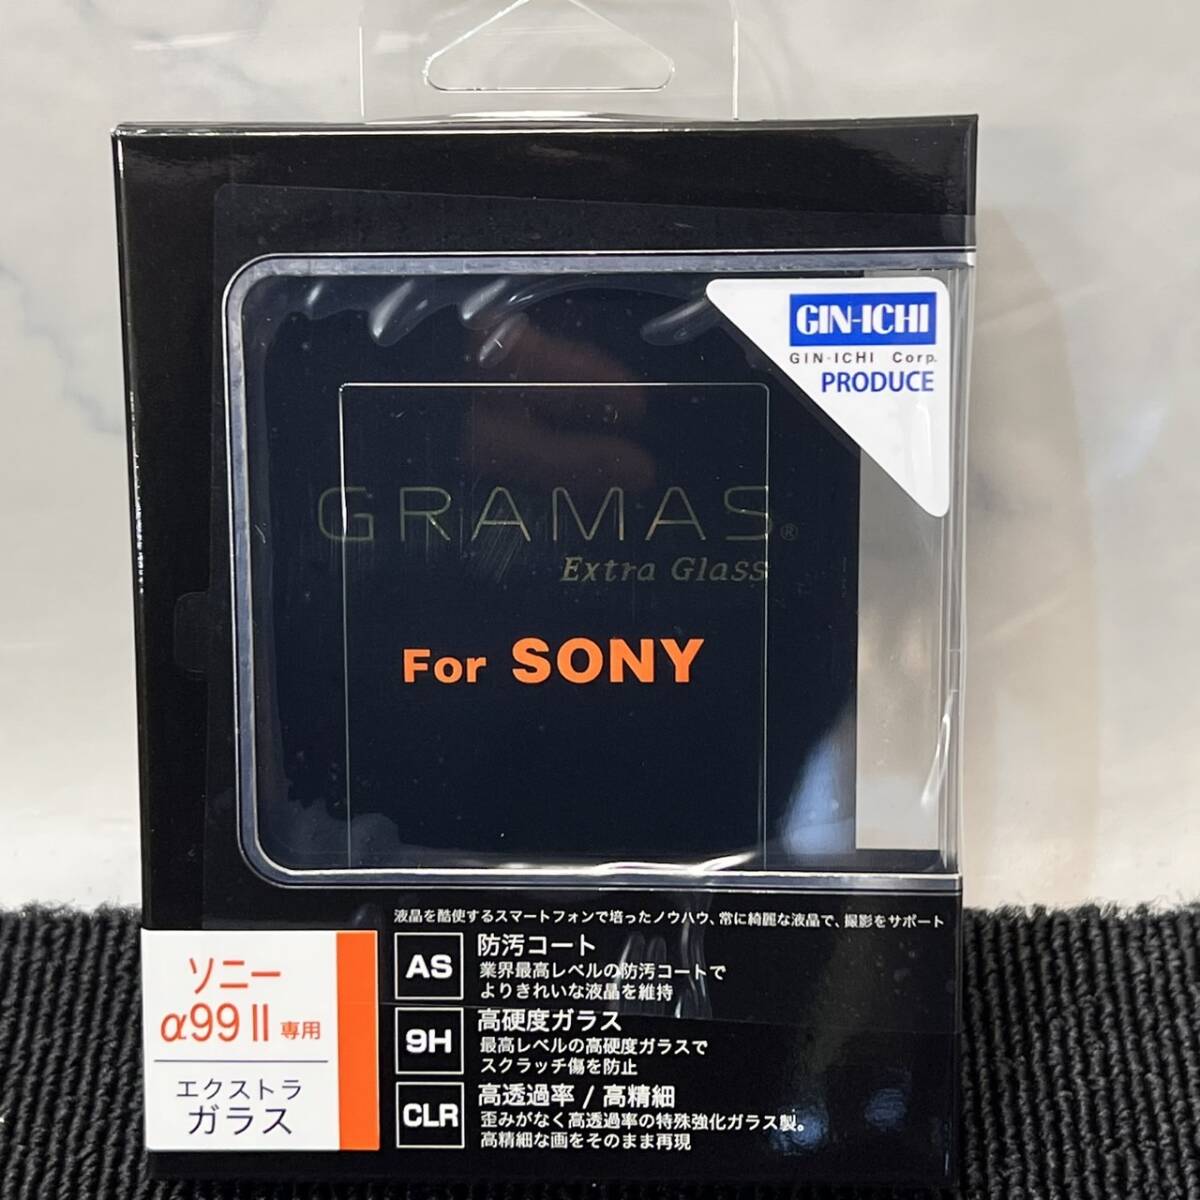 GIN-ICHI
GIN-ICHI Corp.
PRODUCE
GRAMAS®
Extra Glass
For SONY
液晶を酷使するスマートフォンで培ったノウハウ、常に綺麗な液晶で、撮影をサポート
AS
防汚コート
業界最高レベルの防汚コートで
よりきれいな液晶を維持
9H
高硬度ガラス
最高レベルの高硬度ガラスで
スクラッチ傷を防止
CLR
高透過率 / 高精細
歪みがなく高透過率の特殊強化ガラス製。
高精細な画をそのまま再現
ソニー
α99 II 専用
エクストラ
ガラス